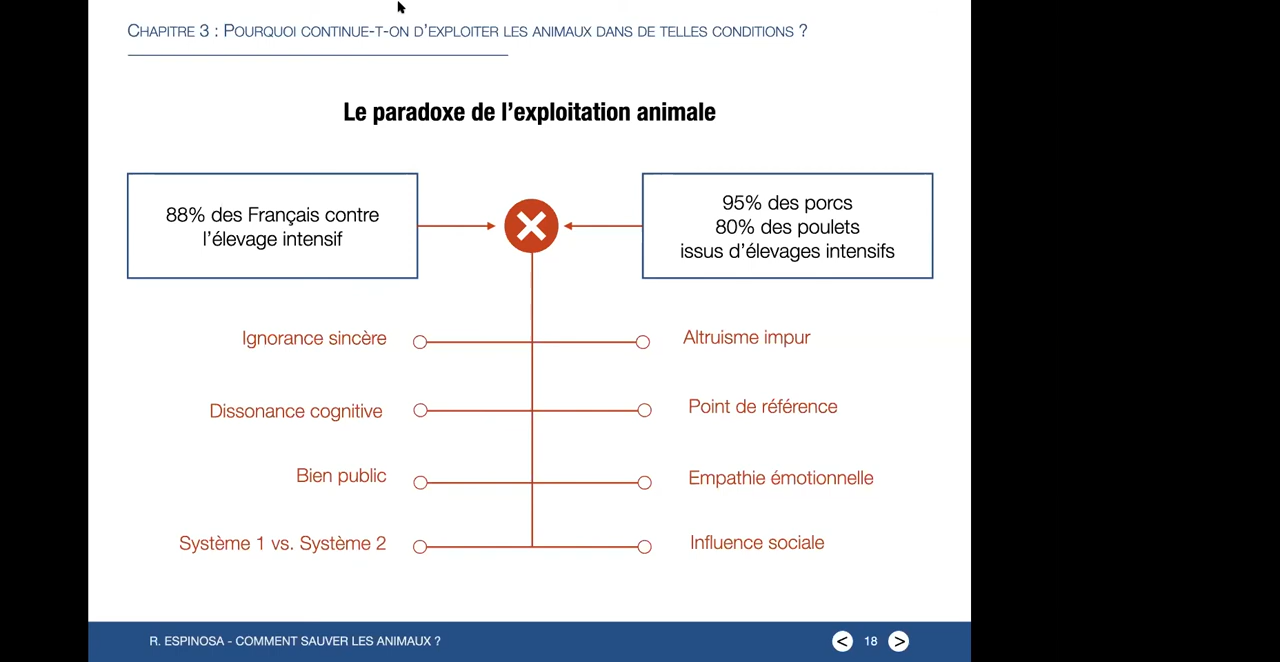 CHAPITRE 3 : POURQUOI CONTINUE-T-ON D'EXPLOITER LES ANIMAUX DANS DE TELLES CONDITIONS ?
Le paradoxe de l'exploitation animale
88% des Français contre
l'élevage intensif
95% des porcs
80% des poulets
issus d'élevages intensifs
Ignorance sincère
Altruisme impur
Dissonance cognitive
Point de référence
Bien public
Empathie émotionnelle
Système 1 vs. Système 2
Influence sociale
R. ESPINOSA - COMMENT SAUVER LES ANIMAUX ?
< 18 >